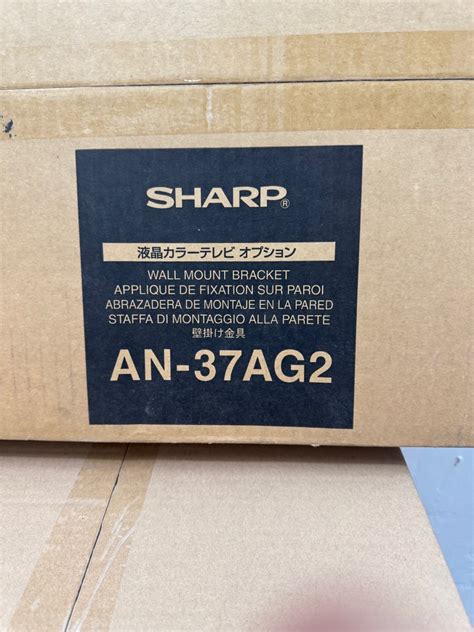 SHARP®
液晶カラーテレビ オプション
WALL MOUNT BRACKET
APPLIQUE DE FIXATION SUR PAROI
ABRAZADERA DE MONTAJE EN LA PARED
STAFFA DI MONTAGGIO ALLA PARETE
壁掛け金具
AN-37AG2